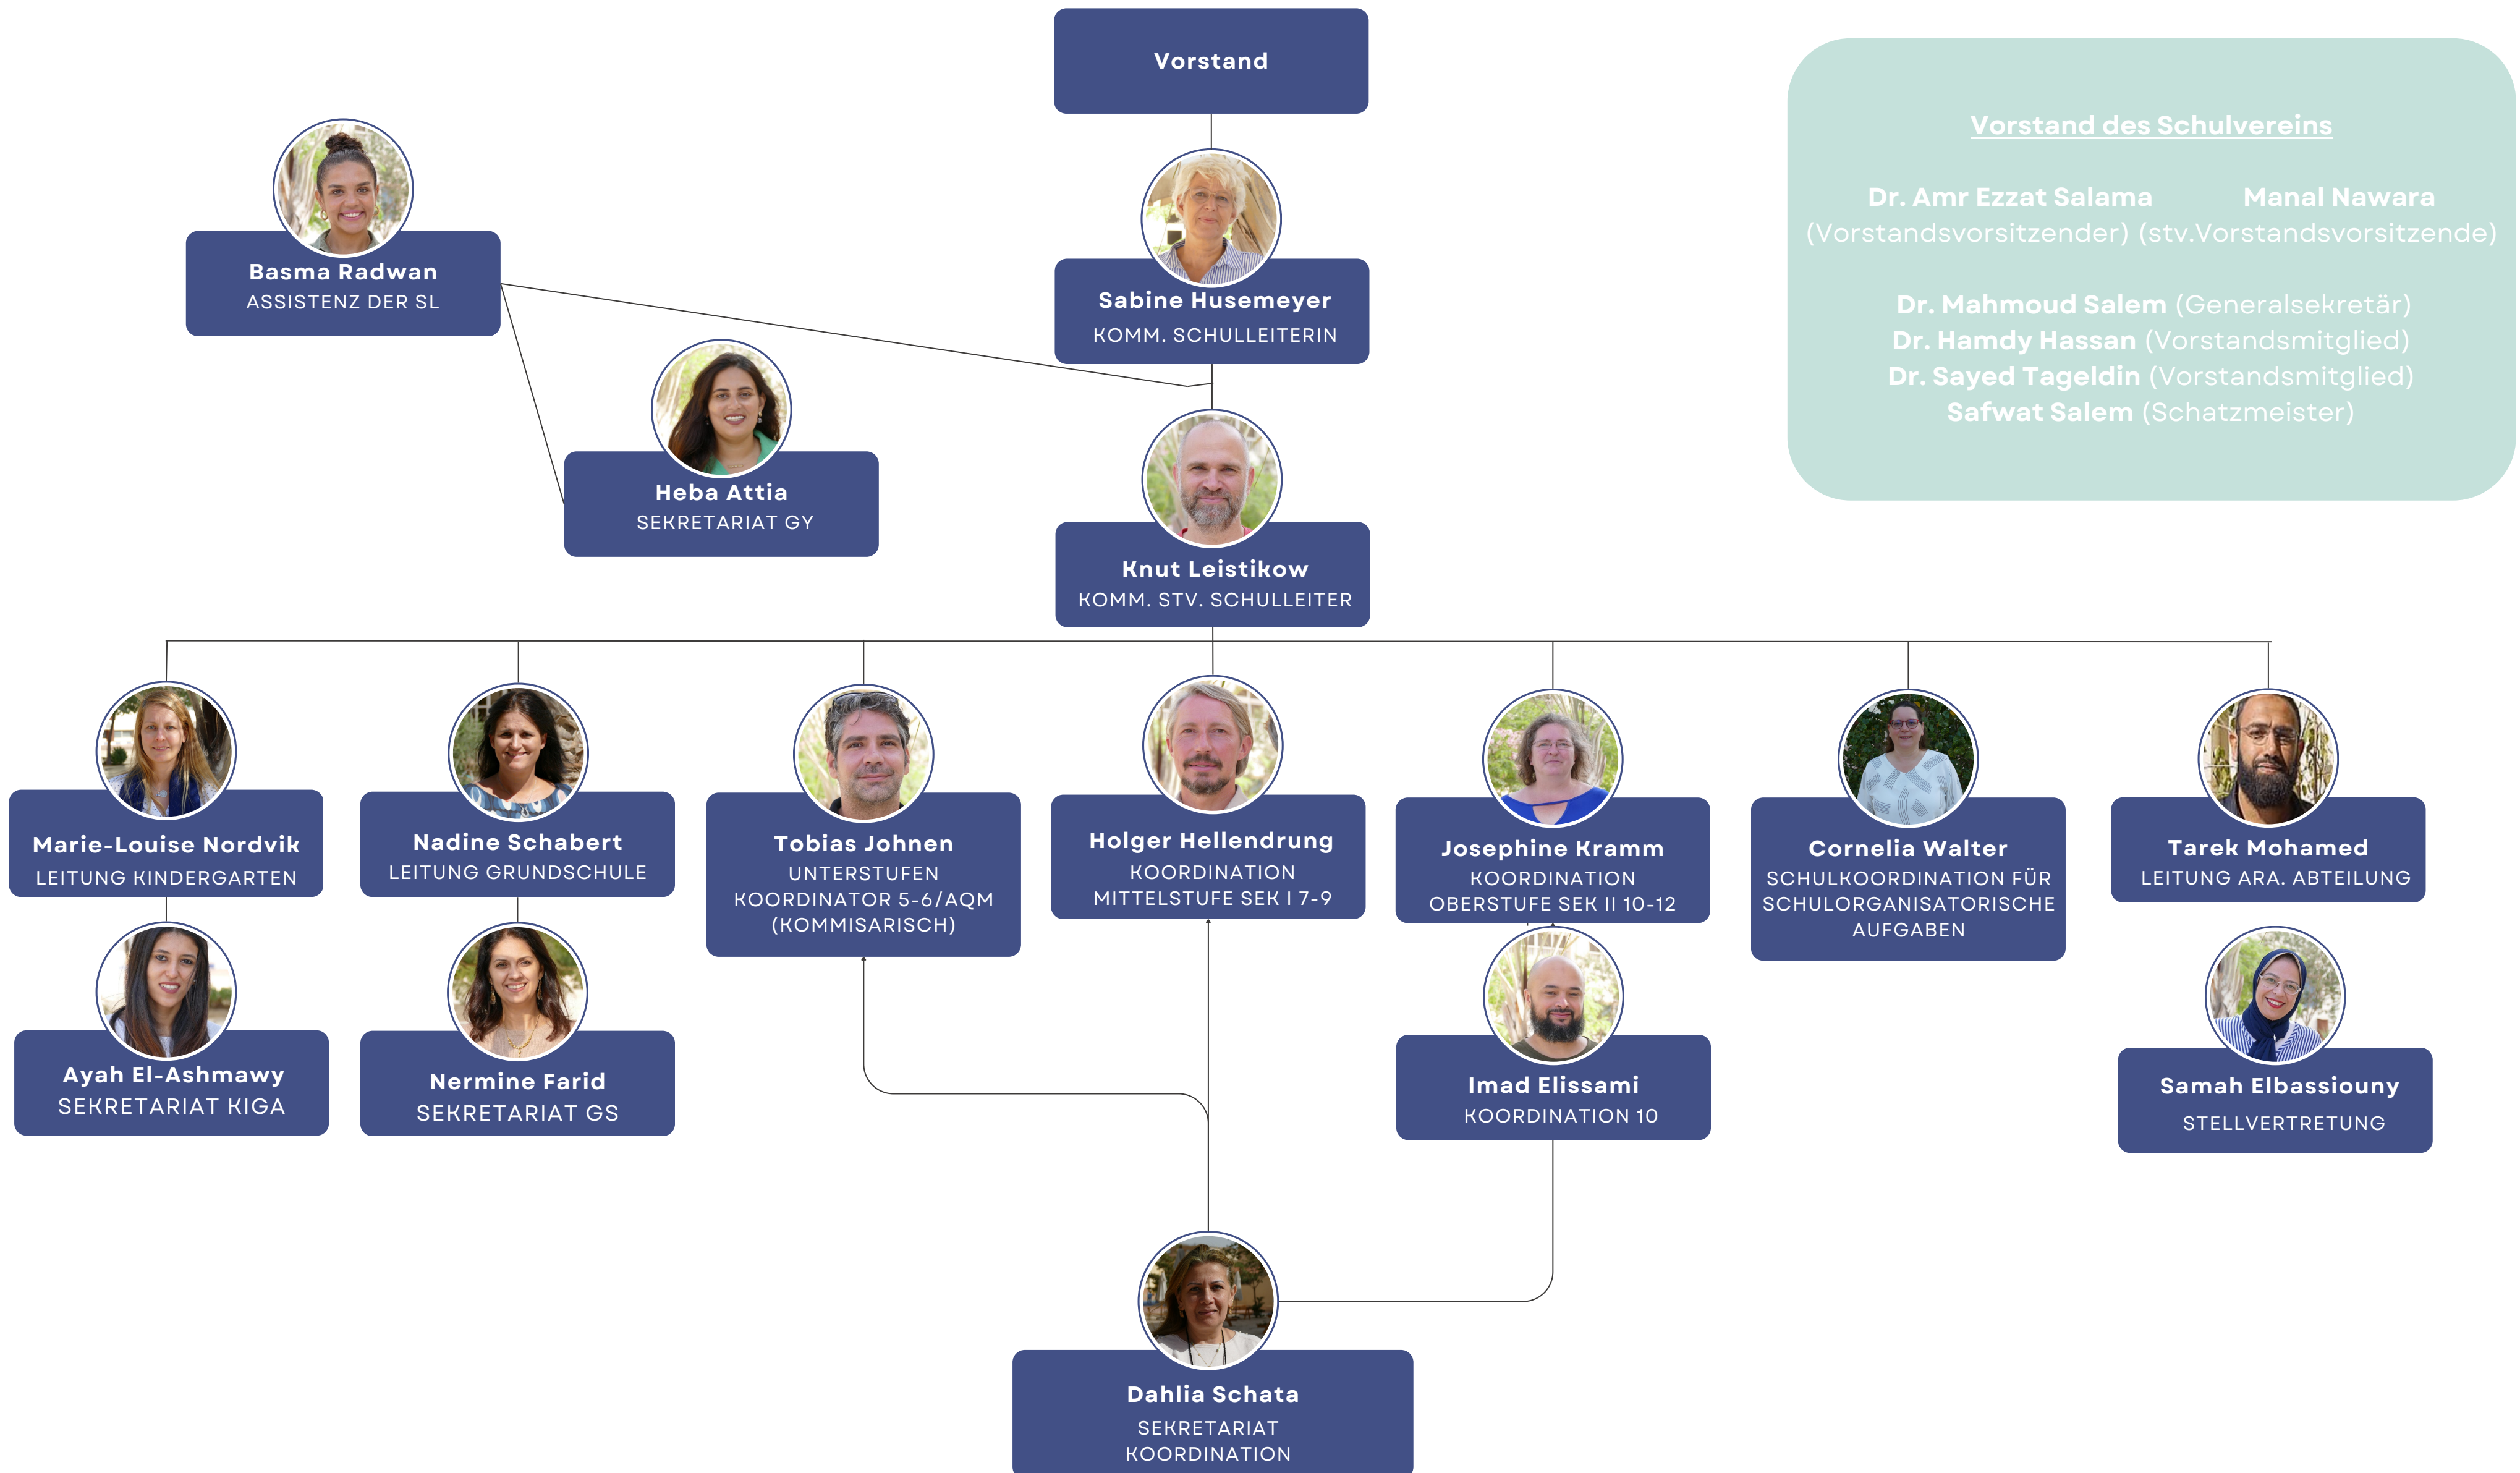 Vorstand
Vorstand des Schulvereins
Dr. Amr Ezzat Salama Manal Nawara
(Vorstandsvorsitzender) (stv.Vorstandsvorsitzende)
Dr. Mahmoud Salem (Generalsekretär)
Dr. Hamdy Hassan (Vorstandsmitglied)
Dr. Sayed Tageldin (Vorstandsmitglied)
Safwat Salem (Schatzmeister)
Basma Radwan
ASSISTENZ DER SL
Sabine Husemeyer
KOMM. SCHULLEITERIN
Heba Attia
SEKRETARIAT GY
Knut Leistikow
KOMM. STV. SCHULLEITER
Marie-Louise Nordvik
LEITUNG KINDERGARTEN
Nadine Schabert
LEITUNG GRUNDSCHULE
Tobias Johnen
UNTERSTUFEN
KOORDINATOR 5-6/AQM
(KOMMISARISCH)
Holger Hellendrung
KOORDINATION
MITTELSTUFE SEK I 7-9
Josephine Kramm
KOORDINATION
OBERSTUFE SEK II 10-12
Cornelia Walter
SCHULKOORDINATION FÜR
SCHULORGANISATORISCHE
AUFGABEN
Tarek Mohamed
LEITUNG ARA. ABTEILUNG
Ayah El-Ashmawy
SEKRETARIAT KIGA
Nermine Farid
SEKRETARIAT GS
Imad Elissami
KOORDINATION 10
Samah Elbassiouny
STELLVERTRETUNG
Dahlia Schata
SEKRETARIAT
KOORDINATION